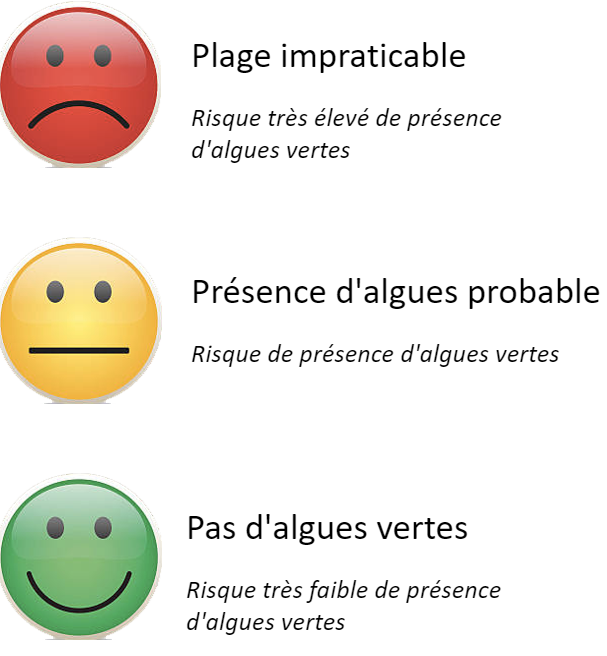 Plage impraticable
Risque très élevé de présence
d'algues vertes
Présence d'algues probable
Risque de présence d'algues vertes
Pas d'algues vertes
Risque très faible de présence
d'algues vertes